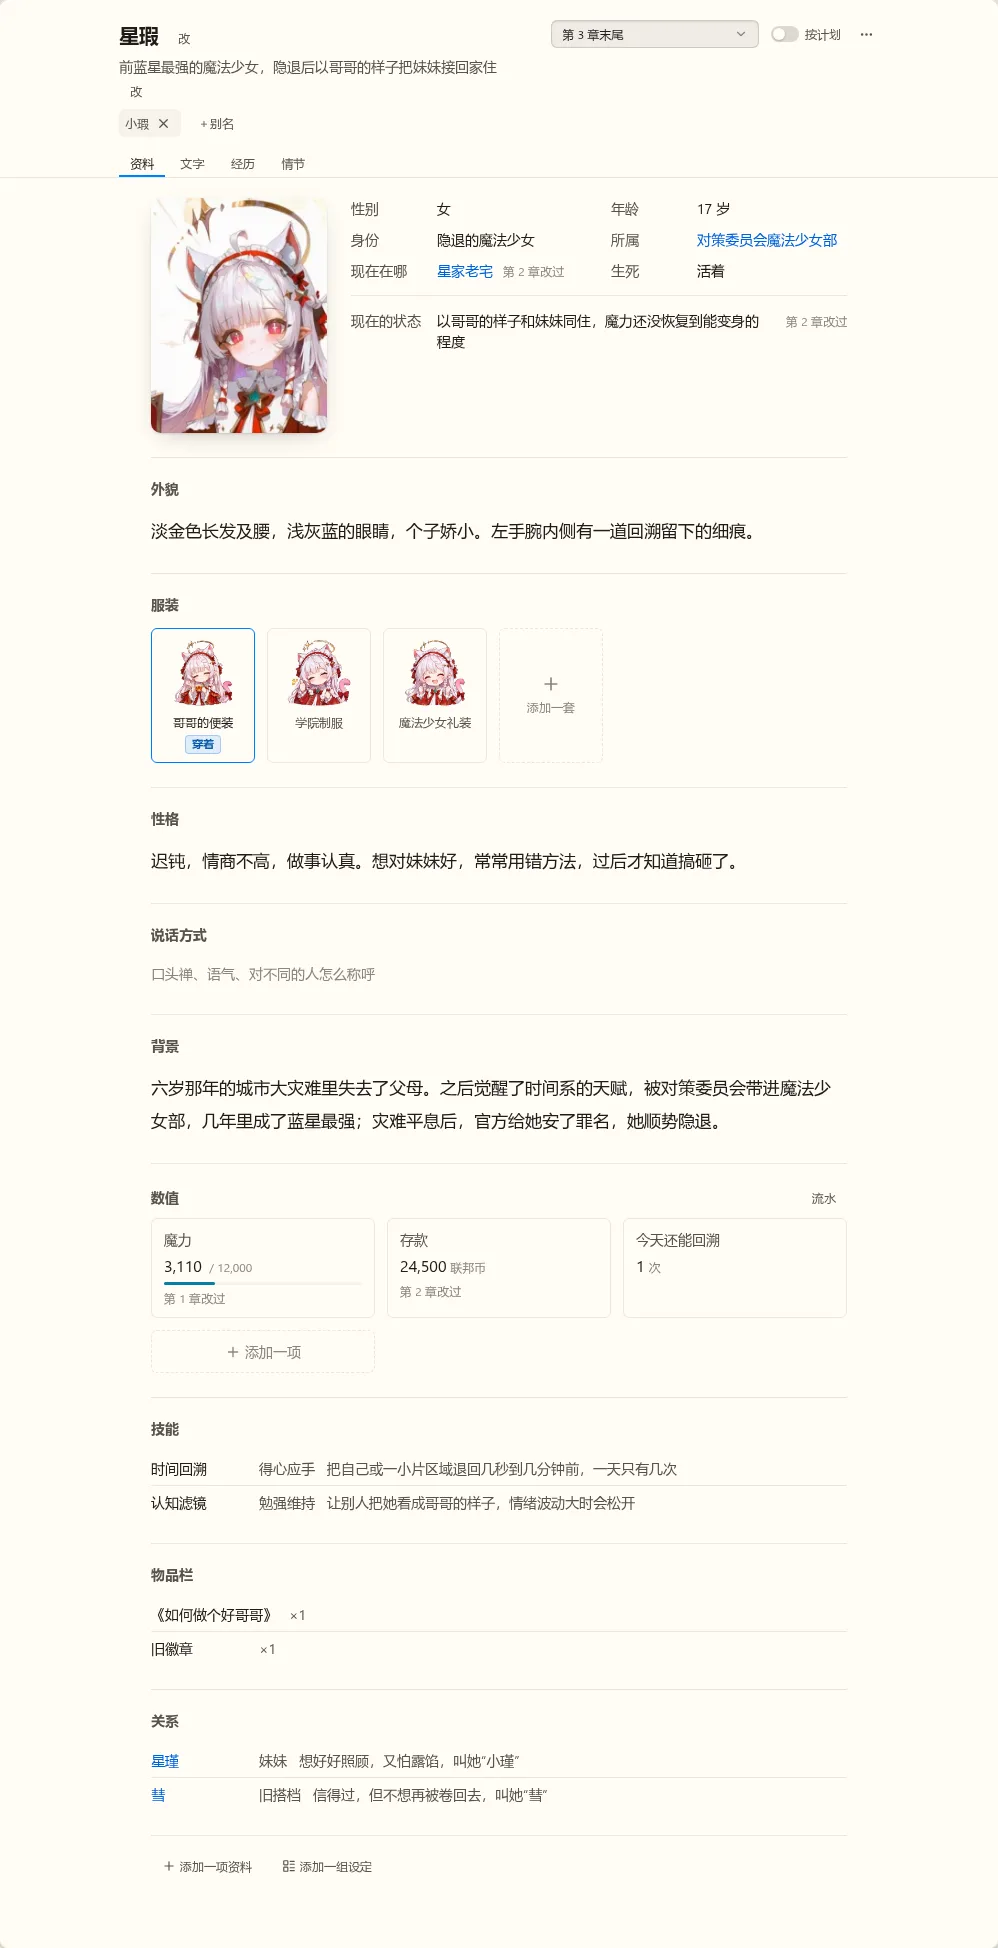 星瑕 改
第 3 章末尾
按计划
前蓝星最强的魔法少女，隐退后以哥哥的样子把妹妹接回家住
改
小瑕
+ 别名
资料 文字 经历 情节
性别 女 年龄 17 岁
身份 隐退的魔法少女 所属 对策委员会魔法少女部
现在在哪 星家老宅 第 2 章改过 生死 活着
现在的状态 以哥哥的样子和妹妹同住，魔力还没恢复到能变身的 第 2 章改过
程度
外貌
淡金色长发及腰，浅灰蓝的眼睛，个子娇小。左手腕内侧有一道回溯留下的细痕。
服装
哥哥的便装 学院制服 魔法少女礼装 添加一套
穿着
性格
迟钝，情商不高，做事认真。想对妹妹好，常常用错方法，过后才知道搞砸了。
说话方式
口头禅、语气、对不同的人怎么称呼
背景
六岁那年的城市大灾难里失去了父母。之后觉醒了时间系的天赋，被对策委员会带进魔法少
女部，几年里成了蓝星最强；灾难平息后，官方给她安了罪名，她顺势隐退。
数值 流水
魔力 存款 今天还能回溯
3,110 / 12,000 24,500 联邦币 1 次
第 1 章改过 第 2 章改过
添加一项
技能
时间回溯 得心应手 把自己或一小片区域退回几秒到几分钟前，一天只有几次
认知滤镜 勉强维持 让别人把她看成哥哥的样子，情绪波动大时会松开
物品栏
《如何做个好哥哥》 ×1
旧徽章 ×1
关系
星瑾 妹妹 想好好照顾，又怕露馅，叫她“小瑾”
彗 旧搭档 信得过，但不想再被卷回去，叫她“彗”
添加一项资料 添加一组设定